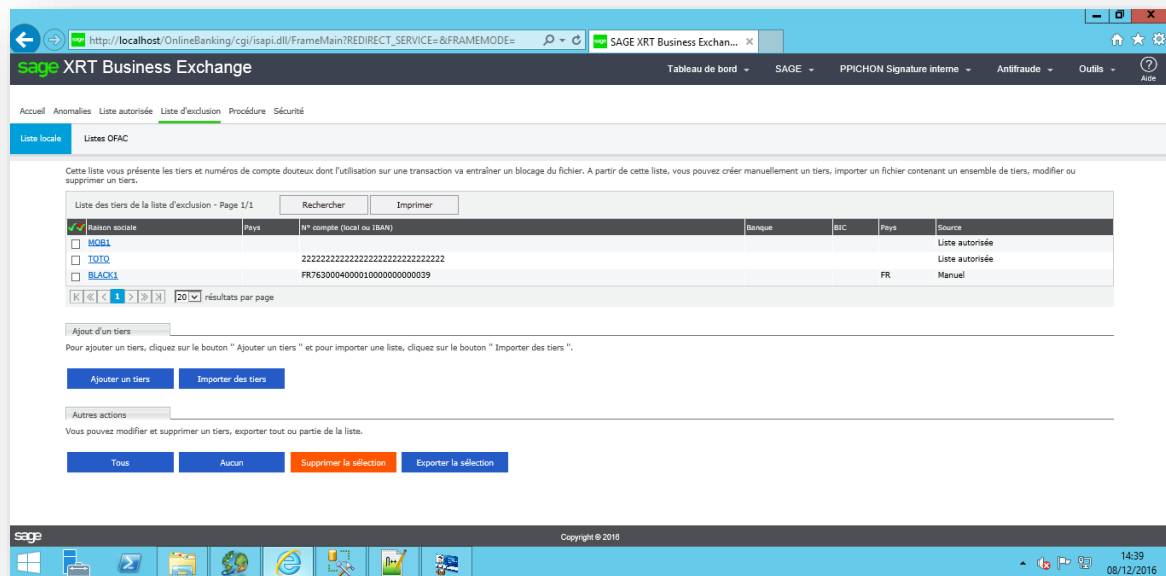 http://localhost/OnlineBanking/cgi/isapi.dll/FrameMain?REDIRECT_SERVICE=&FRAMEMODE=
SAGE XRT Business Exchan...
sage XRT Business Exchange
Tableau de bord SAGE PPICHON Signature interne Antifraude Outils ? Aide
Accueil Anomalies Liste autorisée Liste d'exclusion Procédure Sécurité
Liste locale Listes OFAC
Cette liste vous présente les tiers et numéros de compte douteux dont l'utilisation sur une transaction va entraîner un blocage du fichier. A partir de cette liste, vous pouvez créer manuellement un tiers, importer un fichier contenant un ensemble de tiers, modifier ou
supprimer un tiers.
Liste des tiers de la liste d'exclusion - Page 1/1 Rechercher Imprimer
Raison sociale Pays N° compte (local ou IBAN) Banque BIC Pays Source
MOB1 Liste autorisée
TOTO Liste autorisée
BLACK1 FR Manuel
1 20 résultats par page
Ajout d'un tiers
Pour ajouter un tiers, cliquez sur le bouton " Ajouter un tiers " et pour importer une liste, cliquez sur le bouton " Importer des tiers ".
Ajouter un tiers Importer des tiers
Autres actions
Vous pouvez modifier et supprimer un tiers, exporter tout ou partie de la liste.
Tous Aucun Supprimer la sélection Exporter la sélection
sage Copyright © 2016
14:39
08/12/2016